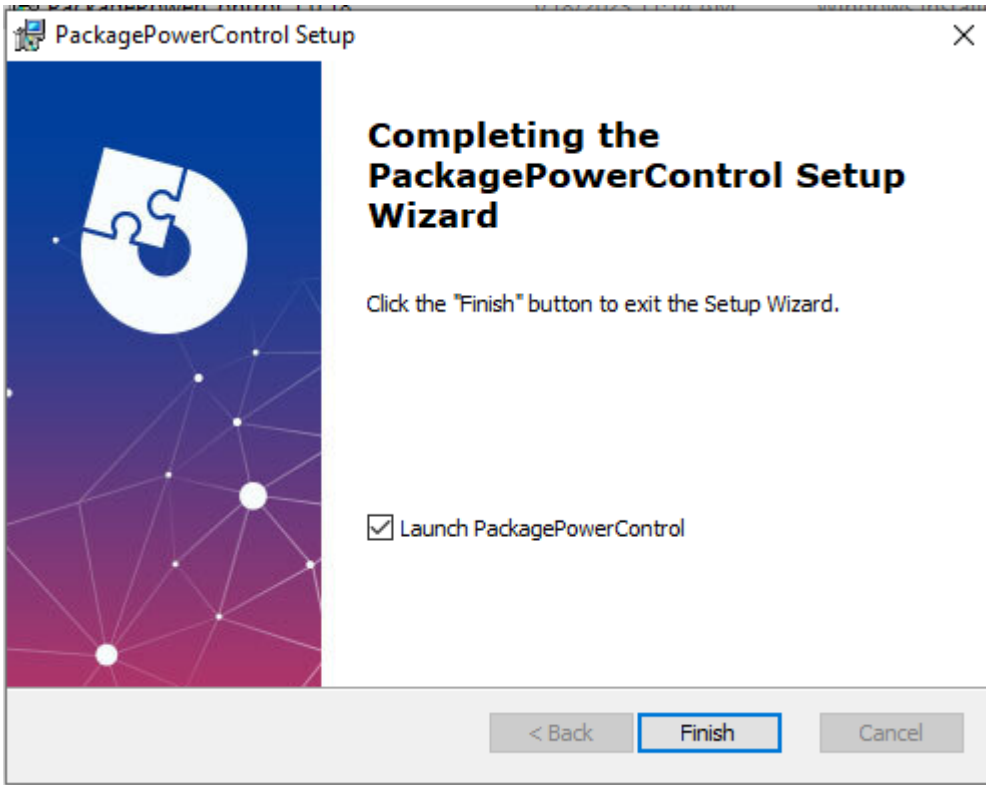 PackagePowerControl Setup
Completing the
PackagePowerControl Setup
Wizard
Click the "Finish" button to exit the Setup Wizard.
Launch PackagePowerControl
< Back Finish Cancel